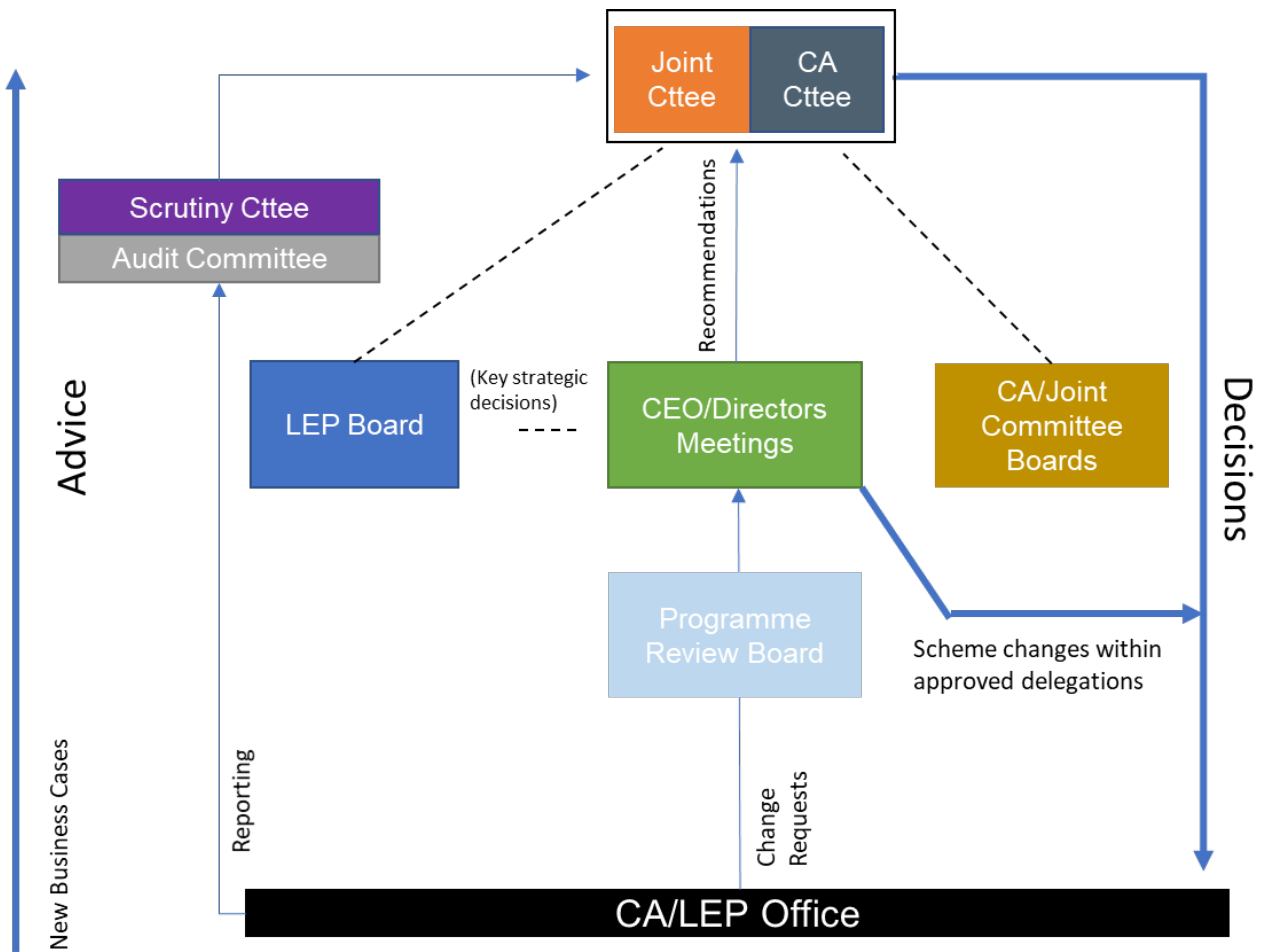 Joint
Cttee
CA
Cttee
Scrutiny Cttee
Audit Committee
Recommendations
Advice
LEP Board
(Key strategic
decisions)
CEO/Directors
Meetings
CA/Joint
Committee
Boards
Decisions
Programme
Review Board
Scheme changes within
approved delegations
New Business Cases
Reporting
Change
Requests
CA/LEP Office